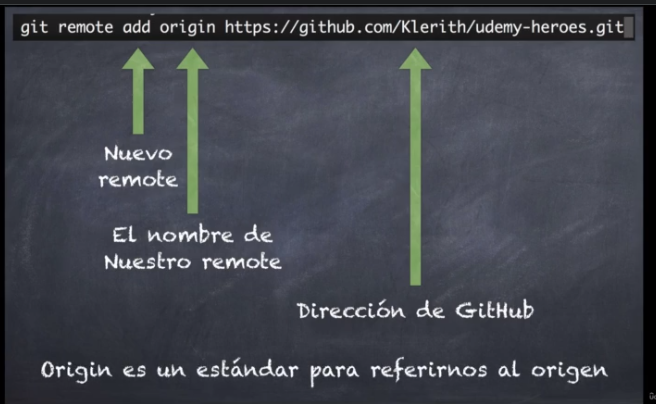 git remote add origin https://github.com/Klerith/udemy-heroes.git
Nuevo
remote
El nombre de
Nuestro remote
Dirección de GitHub
Origin es un estándar para referirnos al origen